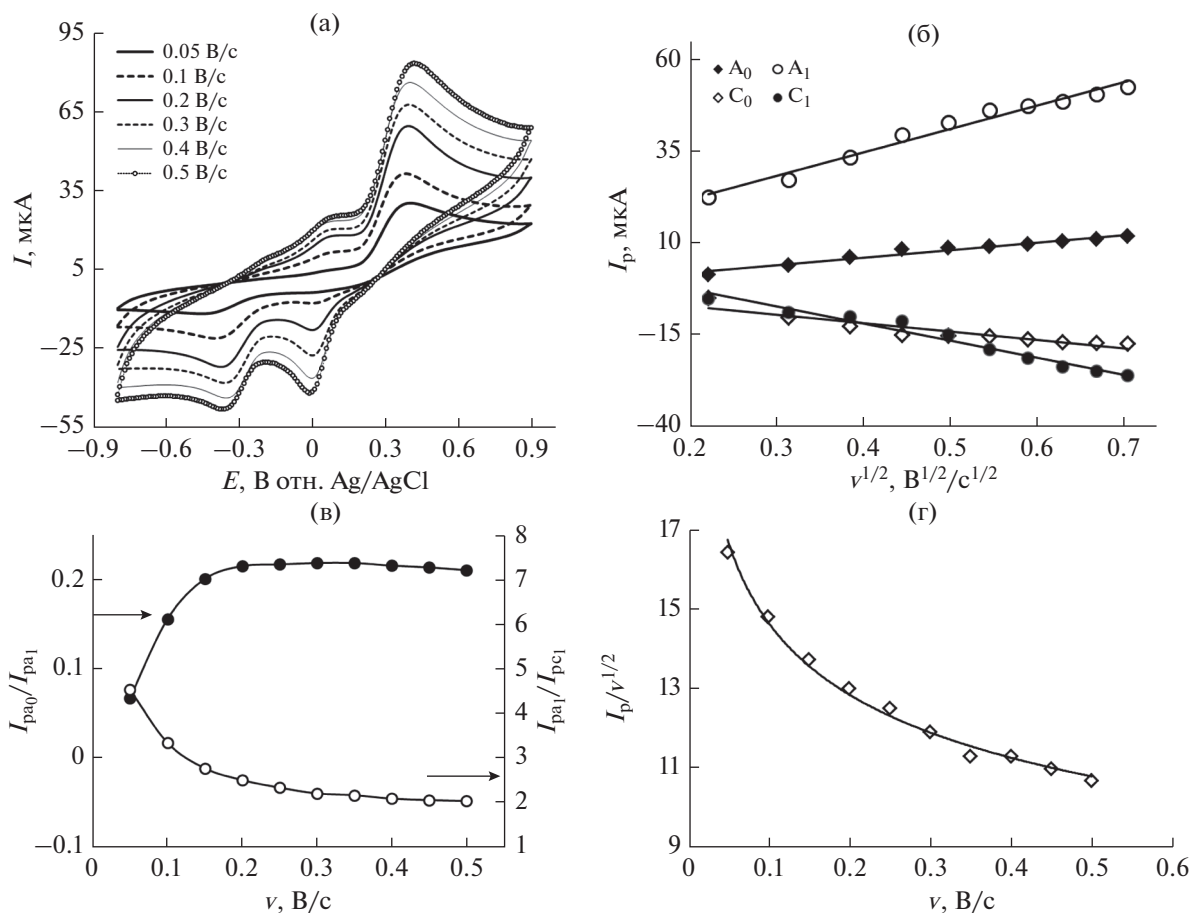 (а)
95
65
35
5
−25
−55
−0.9
−0.6
−0.3
0
0.3
0.6
0.9
I, мкА
E, В отн. Ag/AgCl
0.05 В/с
0.1 В/с
0.2 В/с
0.3 В/с
0.4 В/с
0.5 В/с
(б)
60
35
10
−15
−40
0.2
0.3
0.4
0.5
0.6
0.7
Iр, мкА
v1/2, В1/2/с1/2
A0
A1
C0
C1
(в)
0.2
0.1
0
−0.1
8
7
6
5
4
3
2
1
0
0.1
0.2
0.3
0.4
0.5
Ipa0/Ipa1
Ipa1/Ipc1
v, В/с
(г)
17
15
13
11
9
0
0.1
0.2
0.3
0.4
0.5
0.6
Ip/v1/2
v, В/с